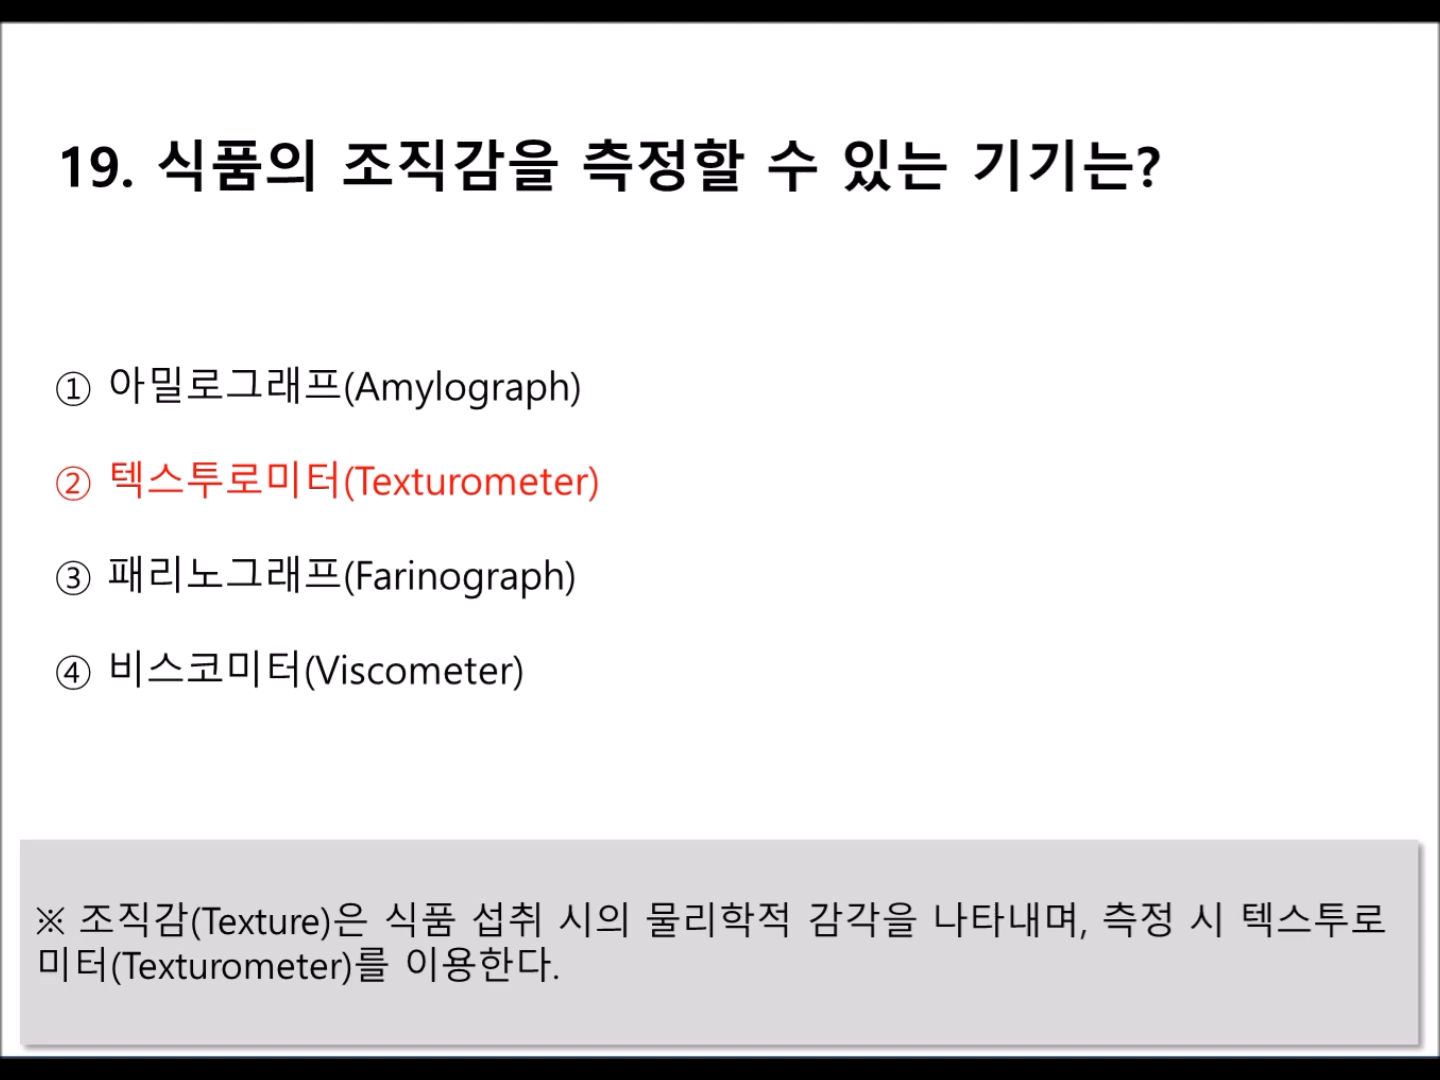 19. 식품의 조직감을 측정할 수 있는 기기는?
① 아밀로그래프(Amylograph)
② 텍스투로미터(Texturometer)
③ 패리노그래프(Farinograph)
④ 비스코미터(Viscometer)
※ 조직감(Texture)은 식품 섭취 시의 물리학적 감각을 나타내며, 측정 시 텍스투로
미터(Texturometer)를 이용한다.